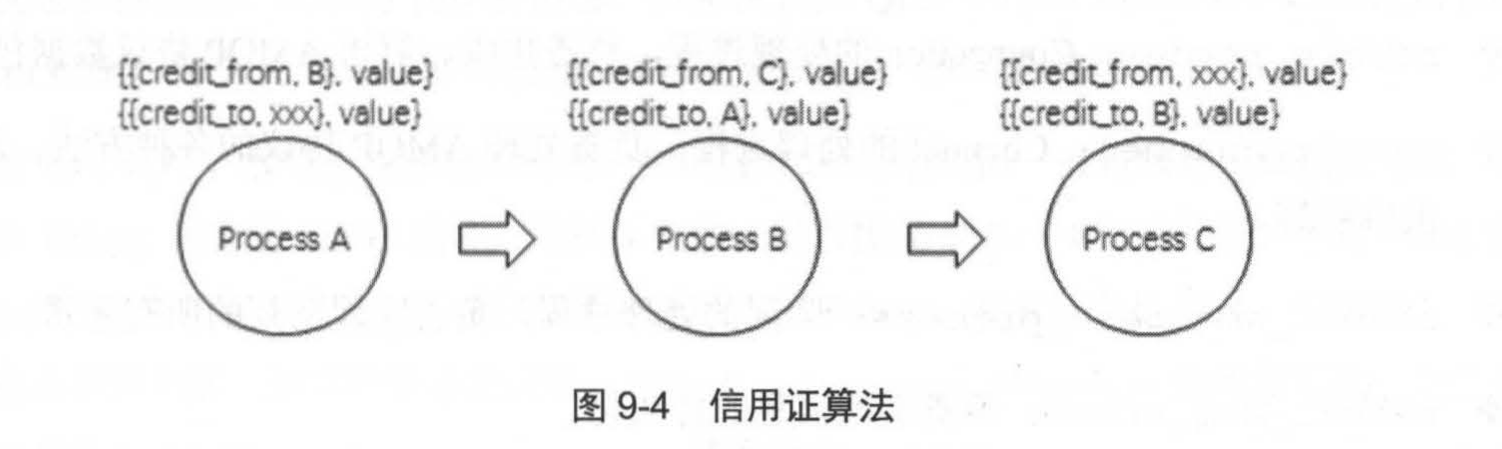 {{credit_from, B}, value}
{{credit_to, xxx}, value}
{{credit_from, C}, value}
{{credit_to, A}, value}
{{credit_from, xxx}, value}
{{credit_to, B}, value}
Process A
Process B
Process C
图 9-4 信用证算法